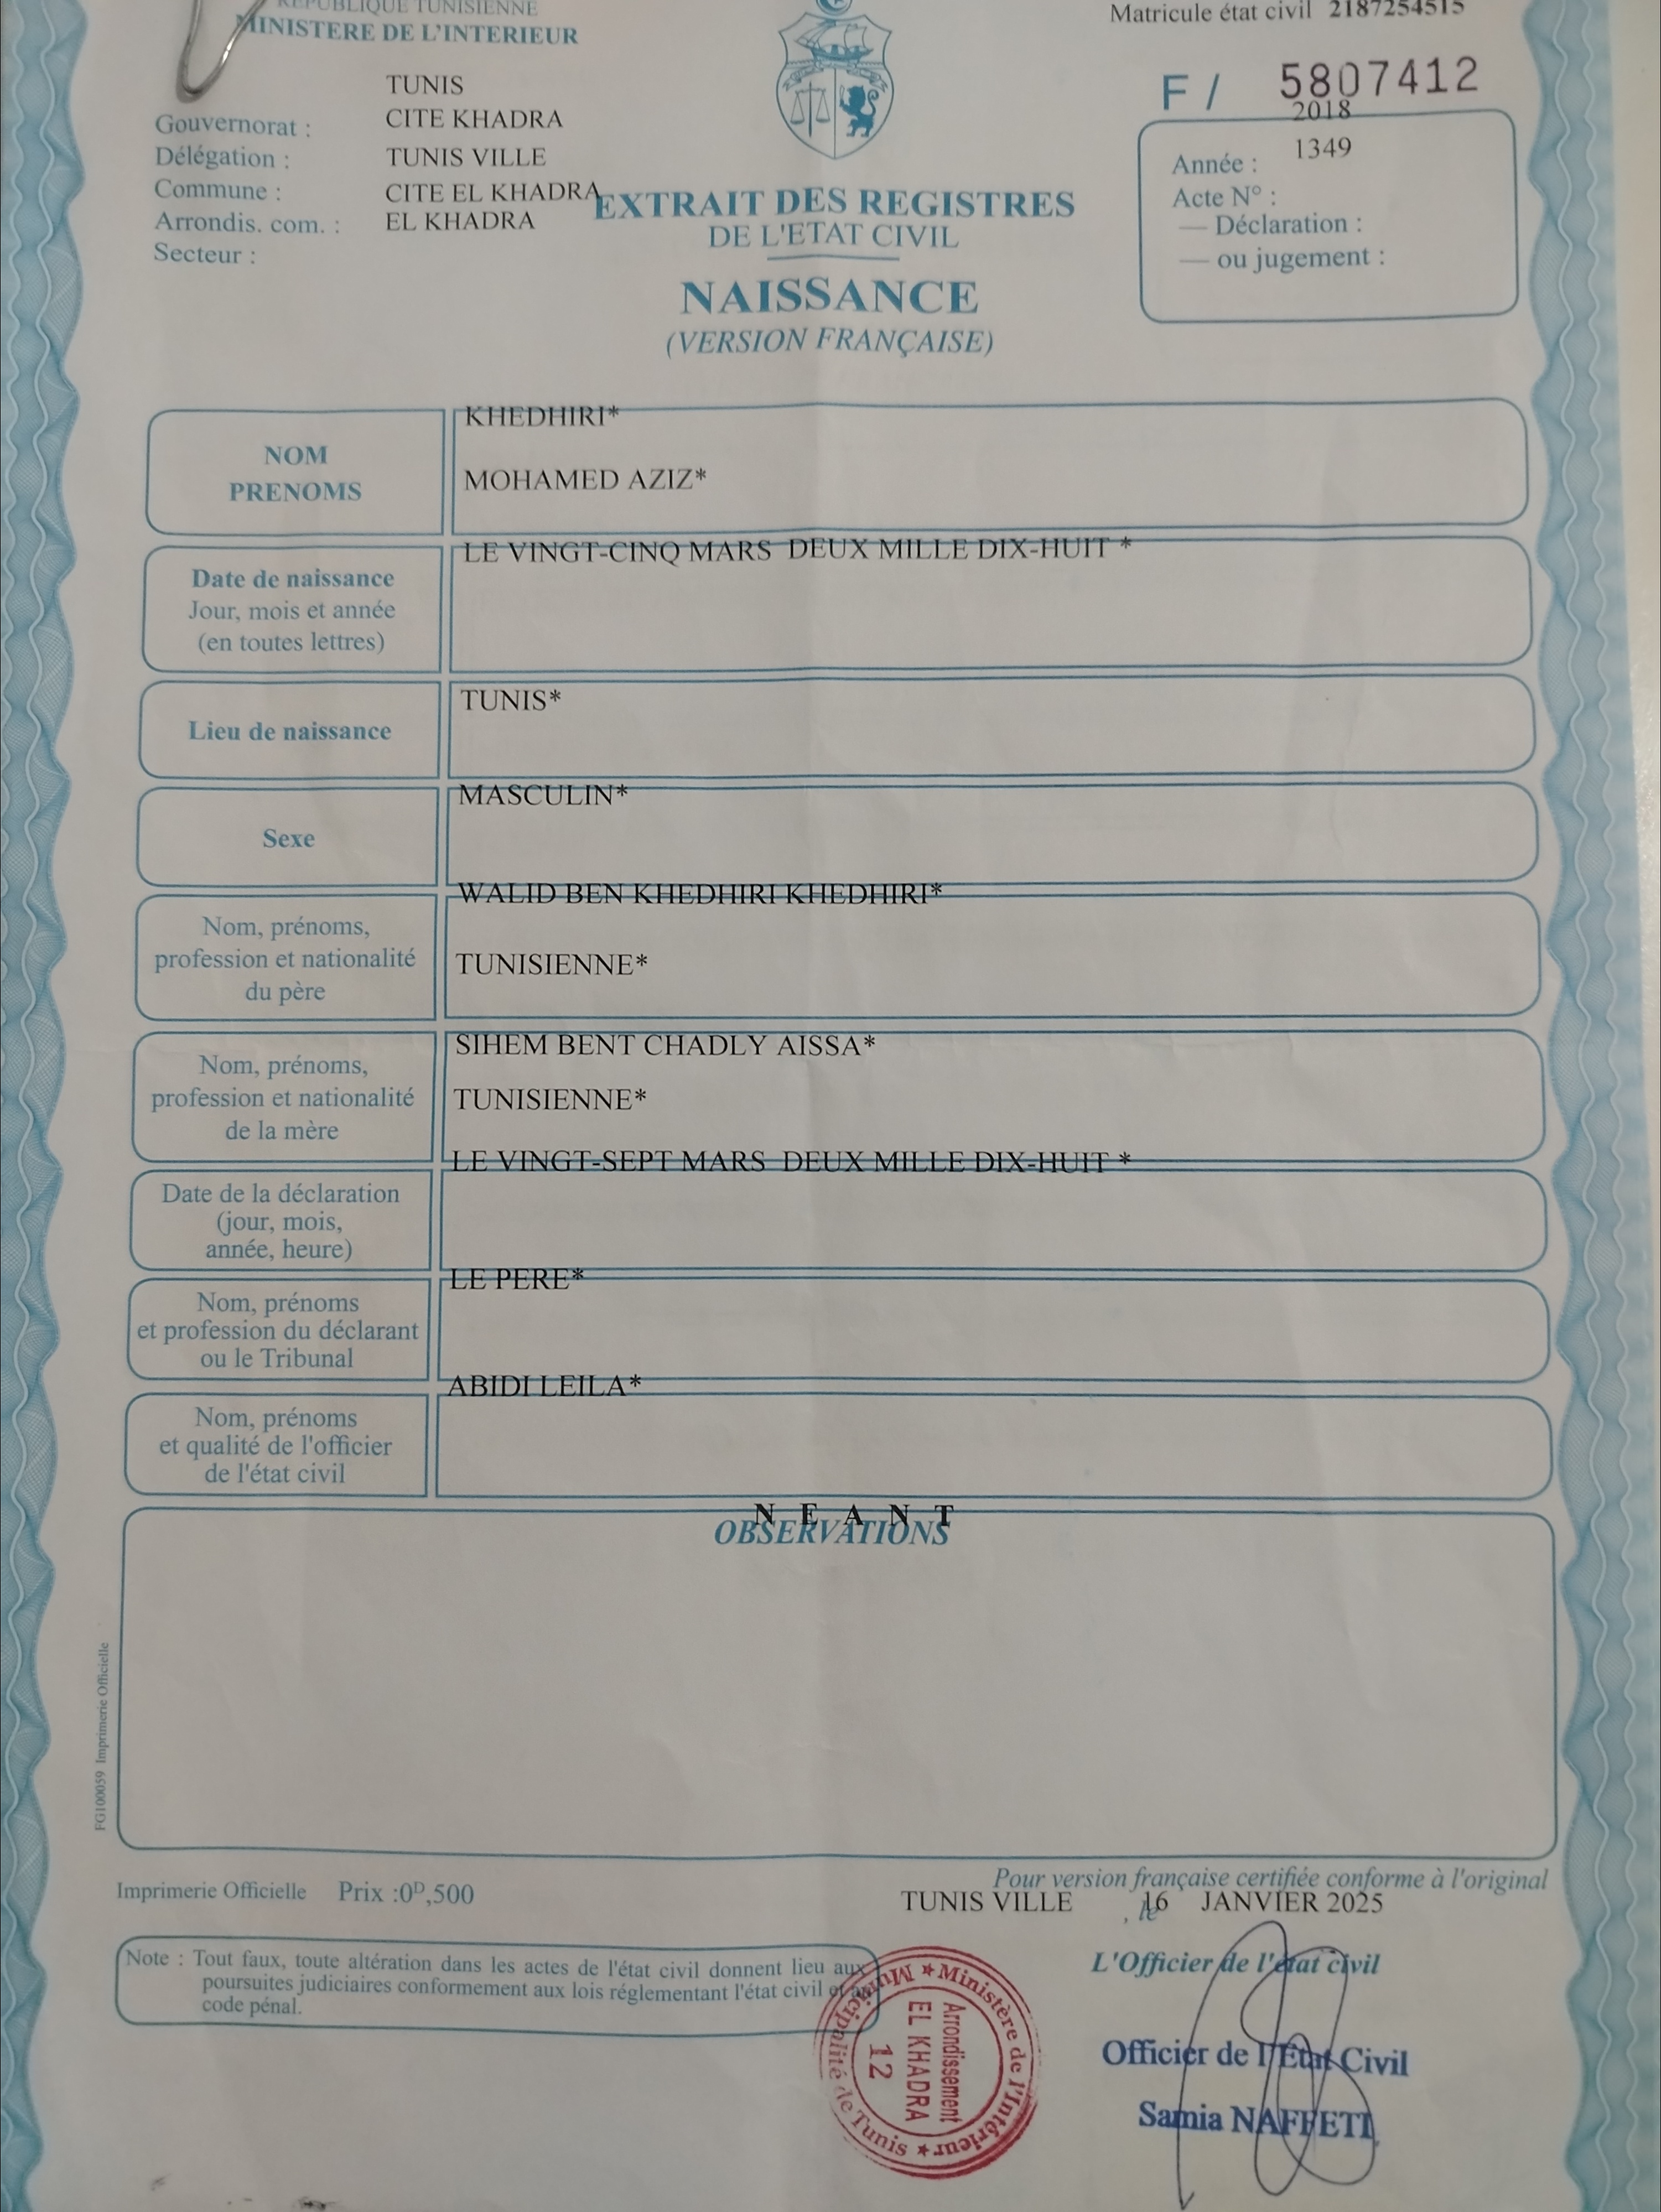 REPUBLIQUE TUNISIENNE
MINISTERE DE L'INTERIEUR
Matricule état civil 2187254515
F / 5807412
TUNIS
Gouvernorat : CITE KHADRA
Délégation : TUNIS VILLE
Commune : CITE EL KHADRA
Arrondis. com. : EL KHADRA
Secteur :
2018
Année : 1349
Acte N° :
— Déclaration :
— ou jugement :
EXTRAIT DES REGISTRES
DE L'ETAT CIVIL
NAISSANCE
(VERSION FRANÇAISE)
NOM
PRENOMS
KHEDHIRI*
MOHAMED AZIZ*
Date de naissance
Jour, mois et année
(en toutes lettres)
LE VINGT-CINQ MARS DEUX MILLE DIX-HUIT *
Lieu de naissance
TUNIS*
Sexe
MASCULIN*
Nom, prénoms,
profession et nationalité
du père
WALID BEN KHEDHIRI KHEDHIRI*
TUNISIENNE*
Nom, prénoms,
profession et nationalité
de la mère
SIHEM BENT CHADLY AISSA*
TUNISIENNE*
Date de la déclaration
(jour, mois,
année, heure)
LE VINGT-SEPT MARS DEUX MILLE DIX-HUIT *
Nom, prénoms
et profession du déclarant
ou le Tribunal
LE PERE*
Nom, prénoms
et qualité de l'officier
de l'état civil
ABIDI LEILA*
N E A N T
OBSERVATIONS
FG100059 Imprimerie Officielle
Imprimerie Officielle Prix :0D,500
Pour version française certifiée conforme à l'original
TUNIS VILLE , le 16 JANVIER 2025
Note : Tout faux, toute altération dans les actes de l'état civil donnent lieu aux
poursuites judiciaires conformement aux lois réglementant l'état civil et au
code pénal.
L'Officier de l'état civil
Officier de l'Etat Civil
Samia NAFFETI
★ Ministère de l'Intérieur ★ Municipalité de Tunis
Arrondissement
EL KHADRA
12